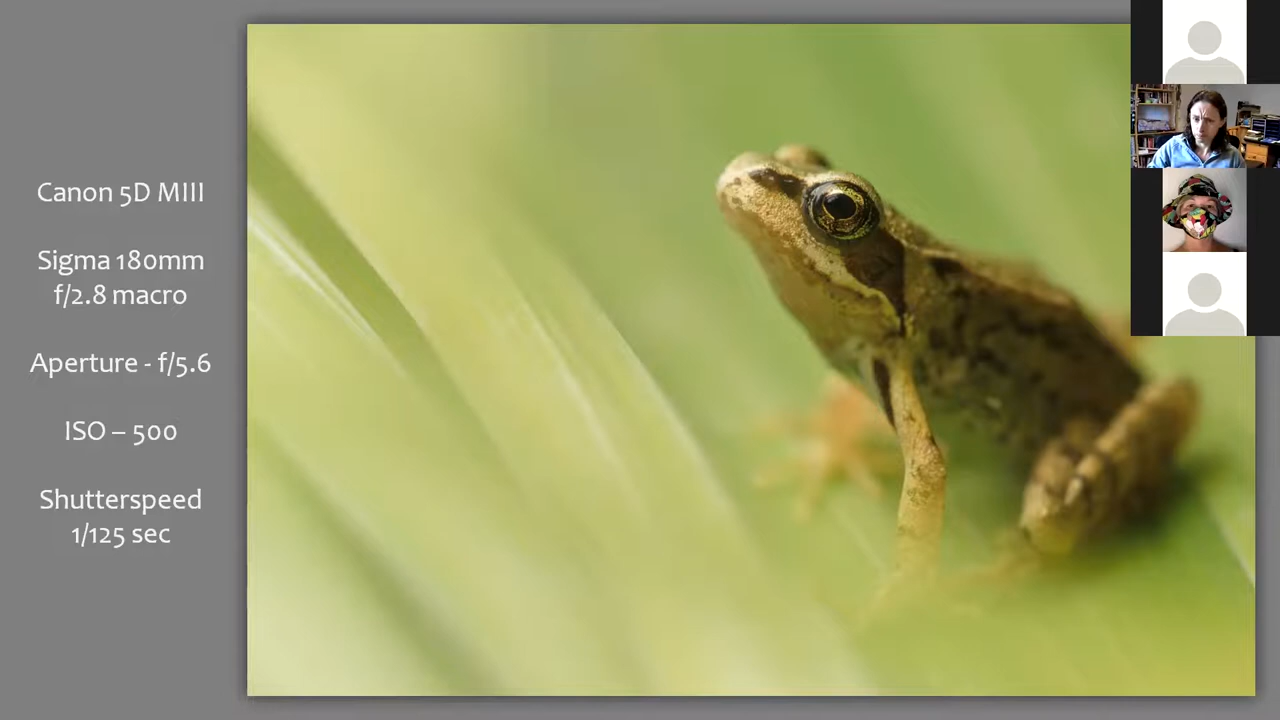 Canon 5D MIII
Sigma 180mm
f/2.8 macro
Aperture - f/5.6
ISO – 500
Shutterspeed
1/125 sec